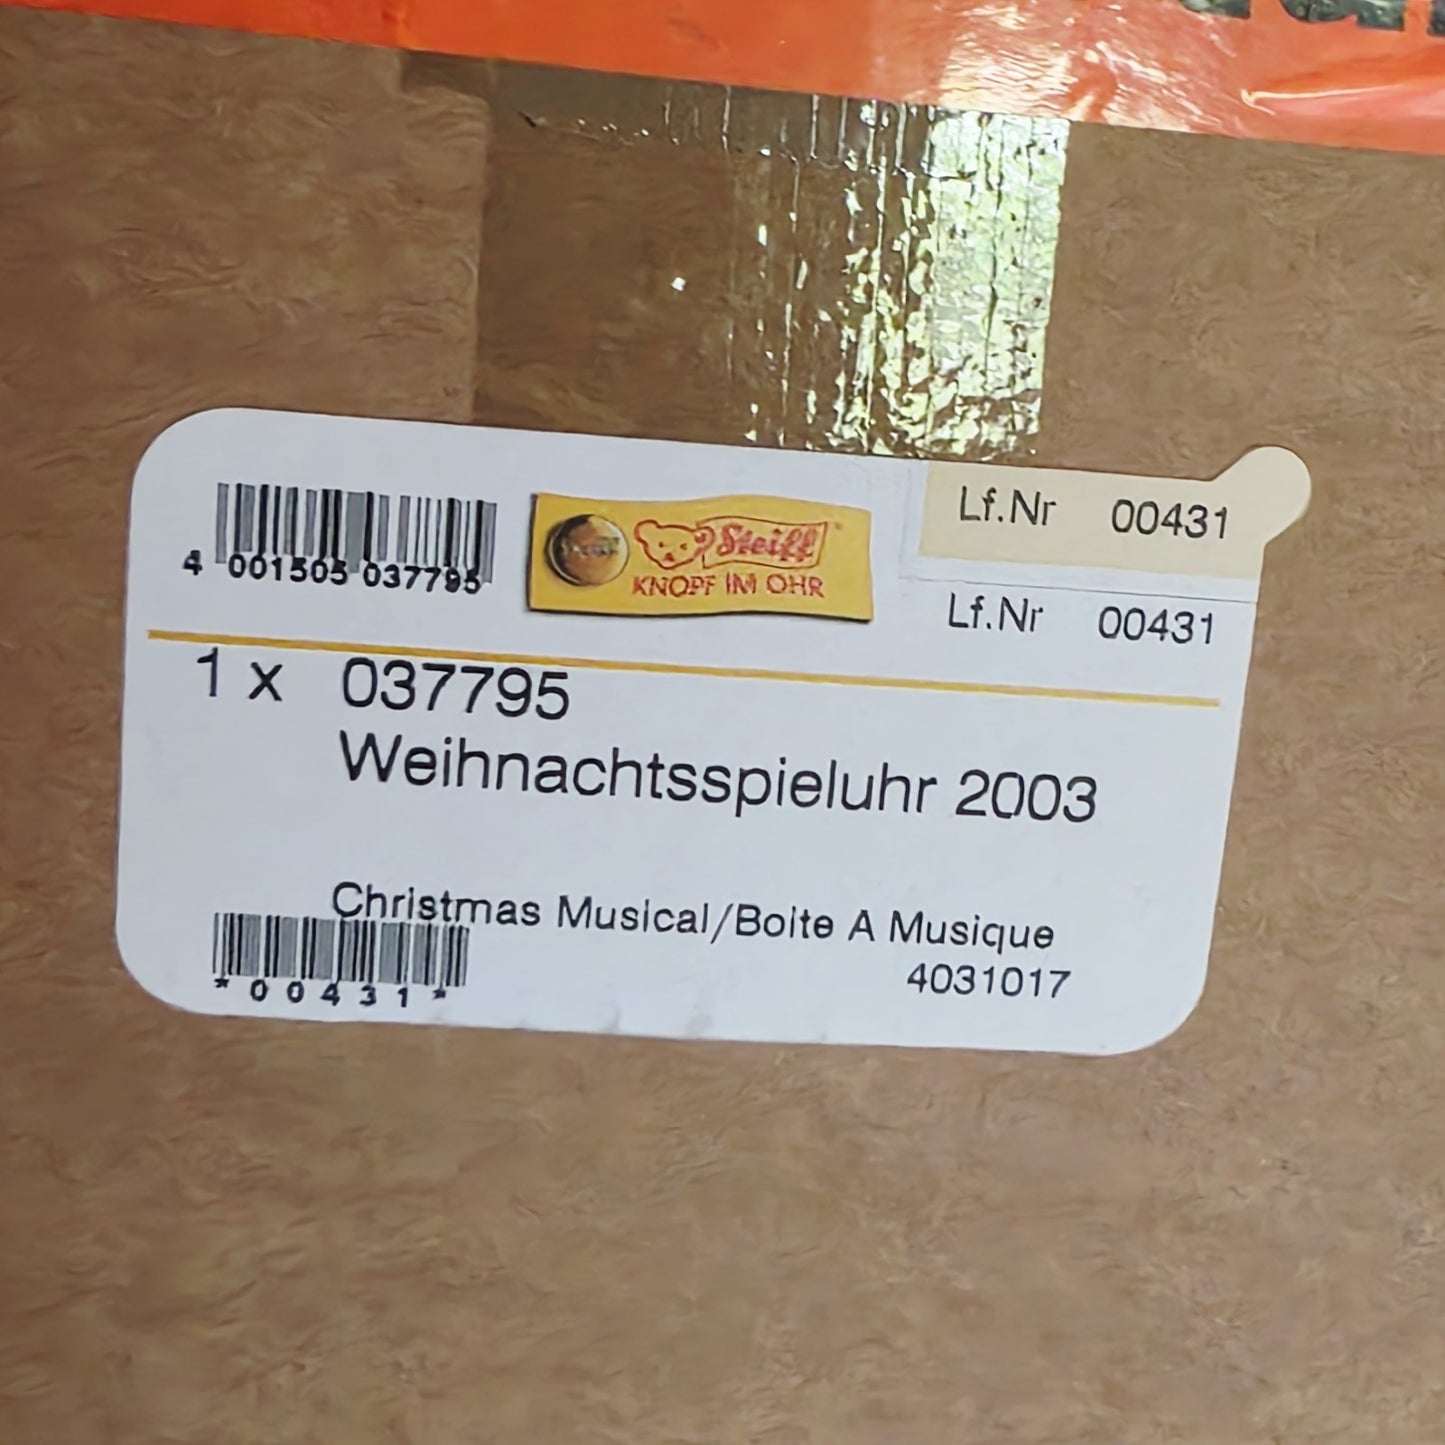 4 001505 037795
Steiff
KNOPF IM OHR
Lf.Nr 00431
Lf.Nr 00431
1 x 037795
Weihnachtsspieluhr 2003
Christmas Musical/Boite A Musique
4031017
*00431*